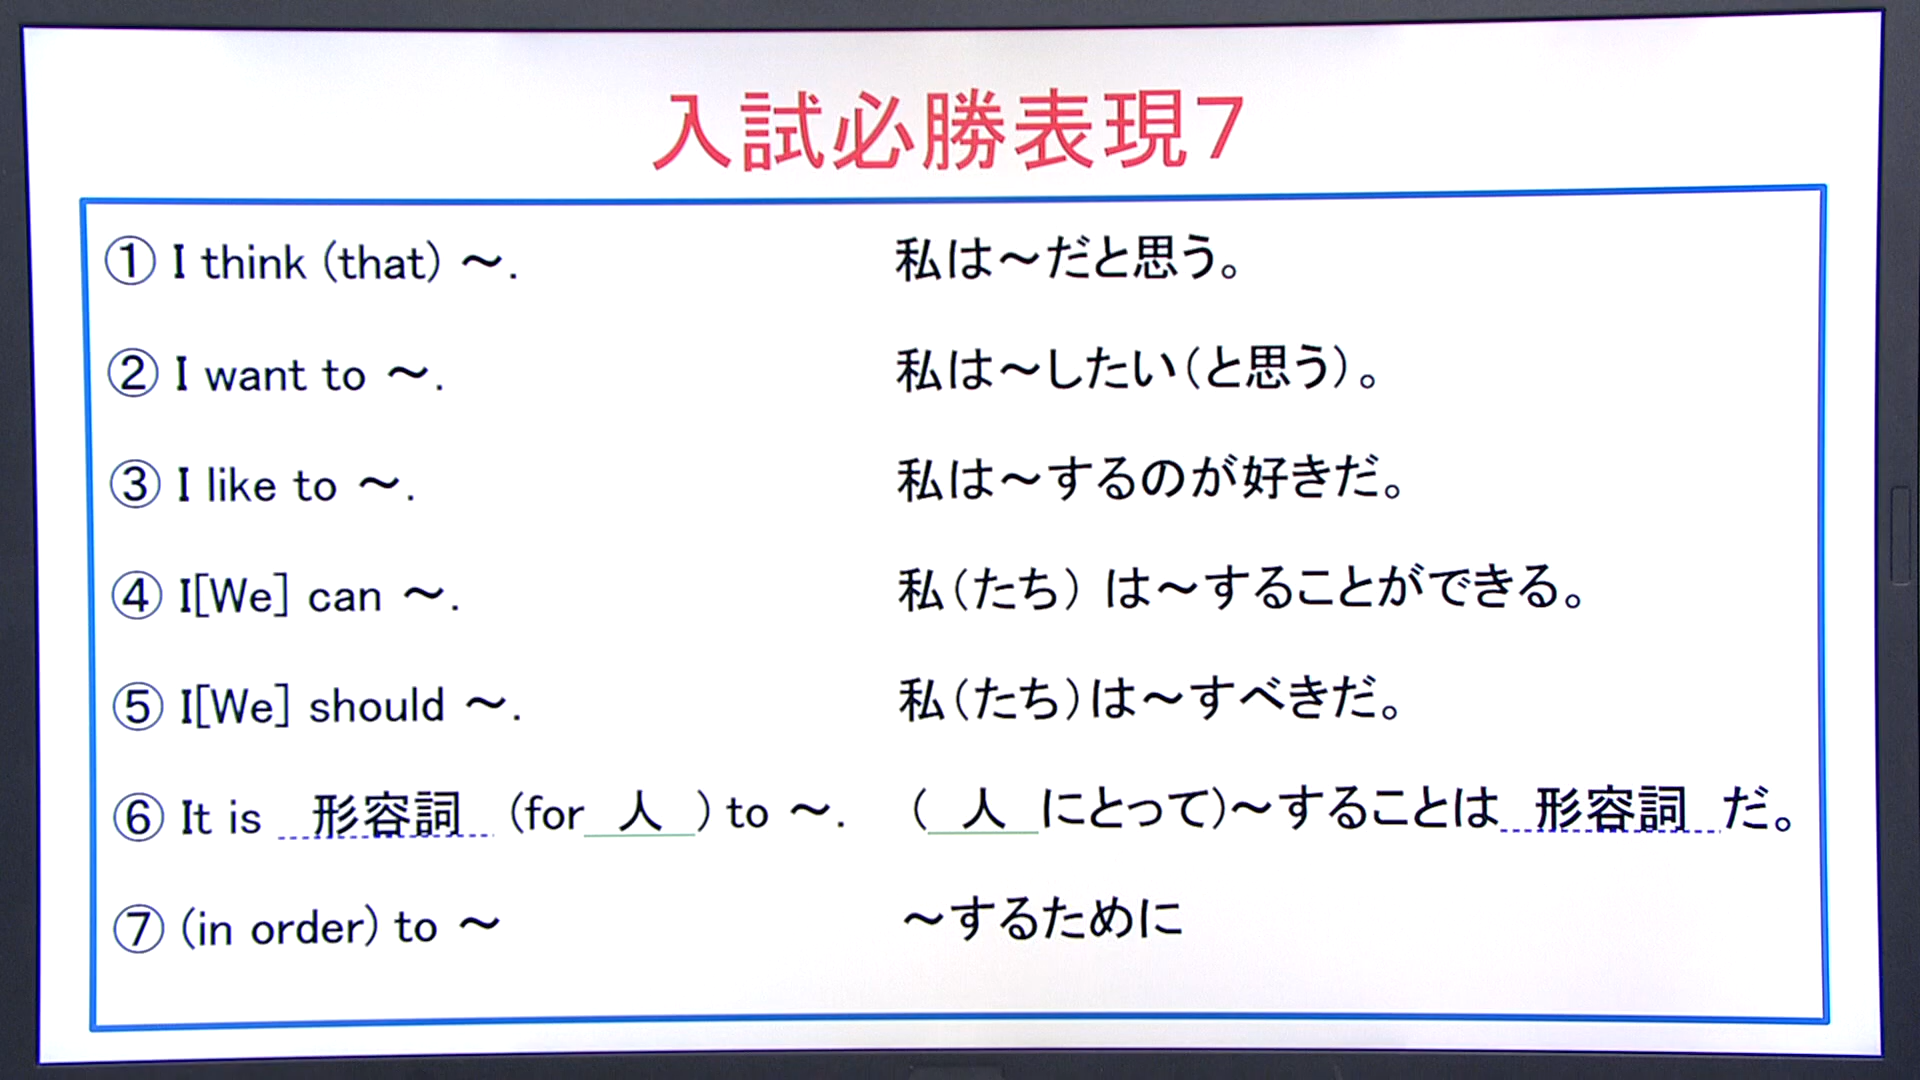 入試必勝表現7
① I think (that) ～. 私は～だと思う。
② I want to ～. 私は～したい(と思う)。
③ I like to ～. 私は～するのが好きだ。
④ I[We] can ～. 私(たち) は～することができる。
⑤ I[We] should ～. 私(たち)は～すべきだ。
⑥ It is 形容詞 (for 人 ) to ～. ( 人 にとって)～することは 形容詞 だ。
⑦ (in order) to ～ ～するために